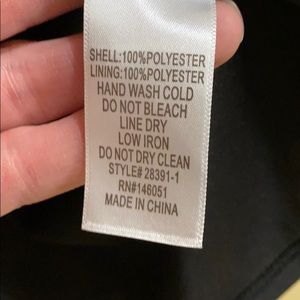 SHELL:100%POLYESTER
LINING:100%POLYESTER
HAND WASH COLD
DO NOT BLEACH
LINE DRY
LOW IRON
DO NOT DRY CLEAN
STYLE# 28391-1
RN#146051
MADE IN CHINA